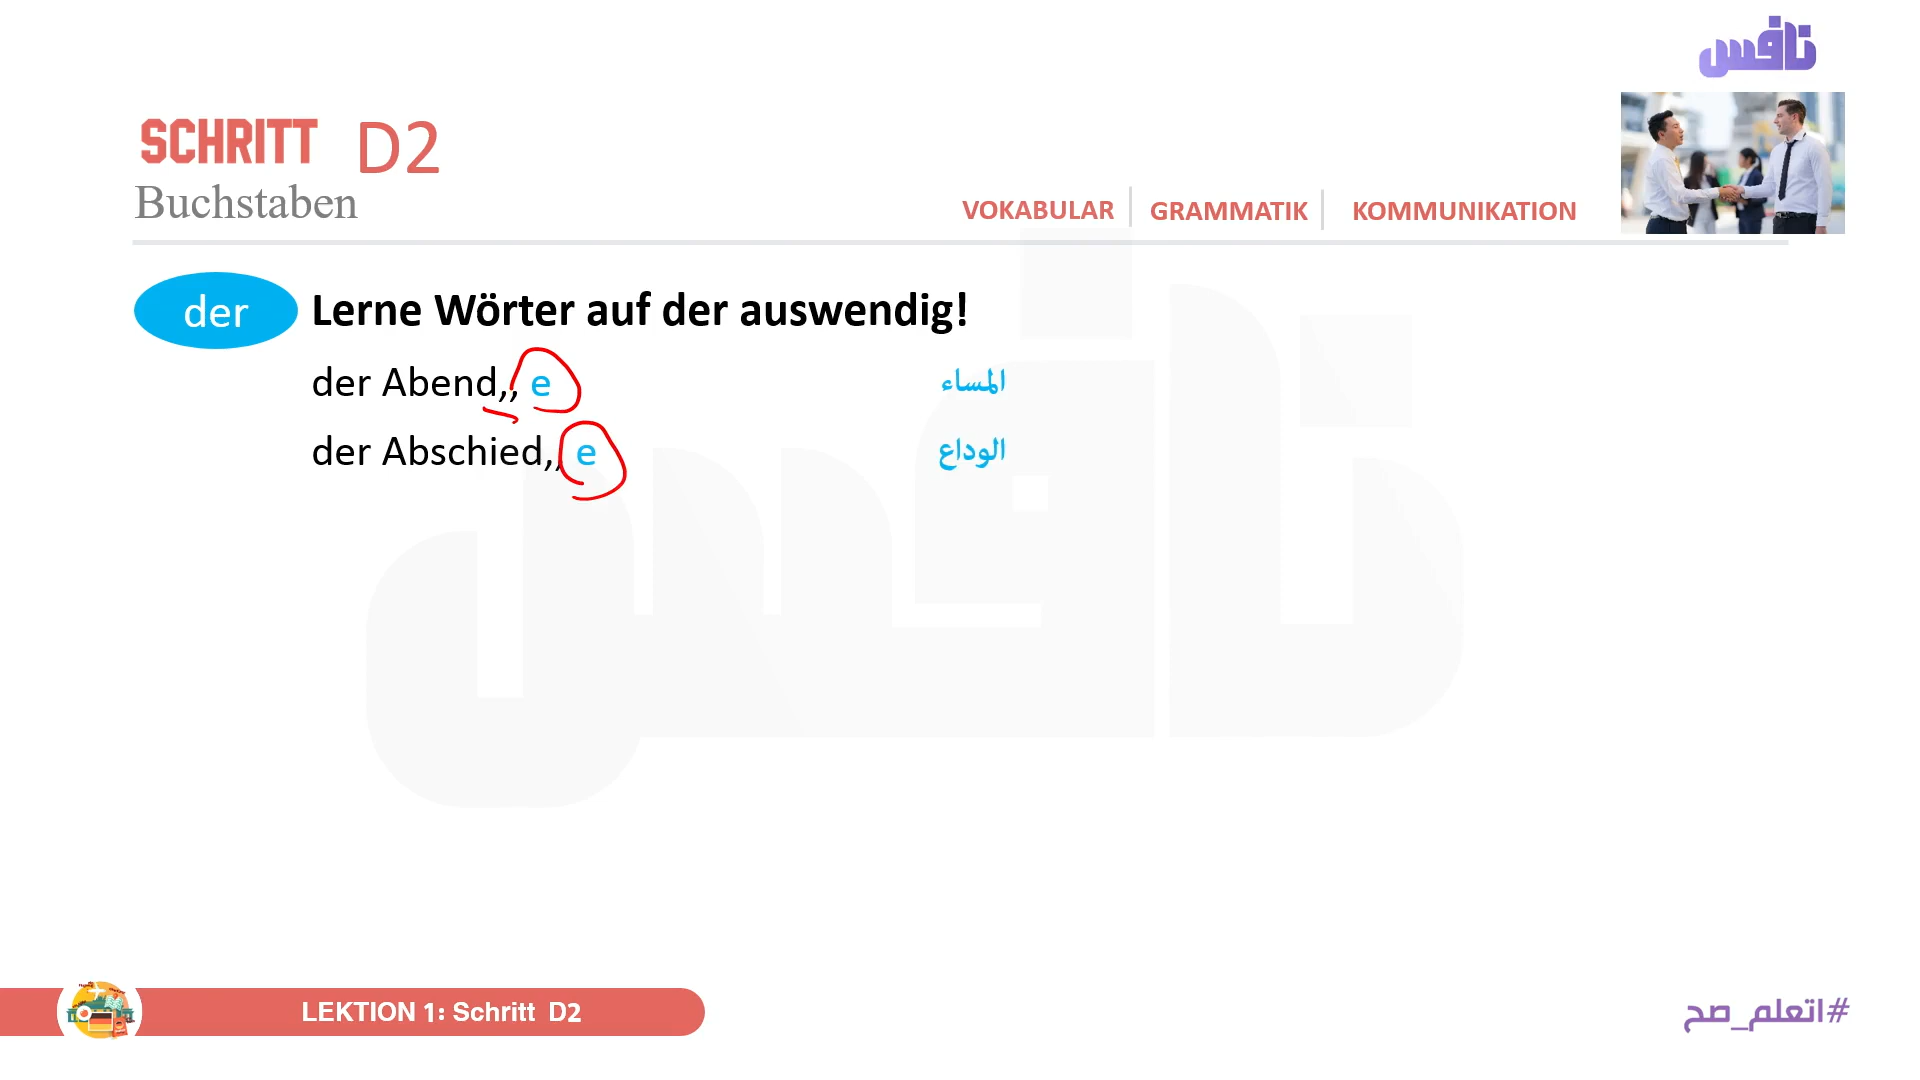 نافس
SCHRITT D2
Buchstaben
VOKABULAR
GRAMMATIK
KOMMUNIKATION
der
Lerne Wörter auf der auswendig!
der Abend,, e
المساء
der Abschied,, e
الوداع
LEKTION 1: Schritt D2
#اتعلم_صح